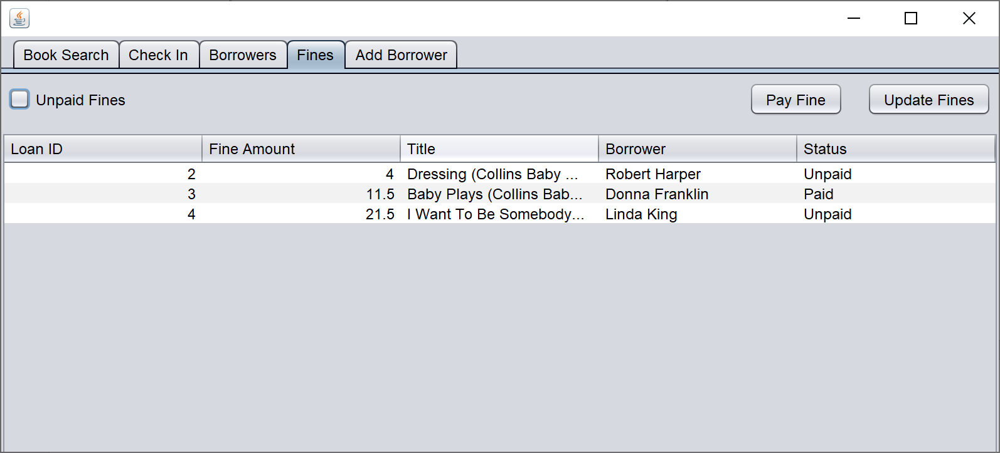 Book Search Check In Borrowers Fines Add Borrower
Unpaid Fines Pay Fine Update Fines
Loan ID Fine Amount Title Borrower Status
2 4 Dressing (Collins Baby ... Robert Harper Unpaid
3 11.5 Baby Plays (Collins Bab... Donna Franklin Paid
4 21.5 I Want To Be Somebody... Linda King Unpaid